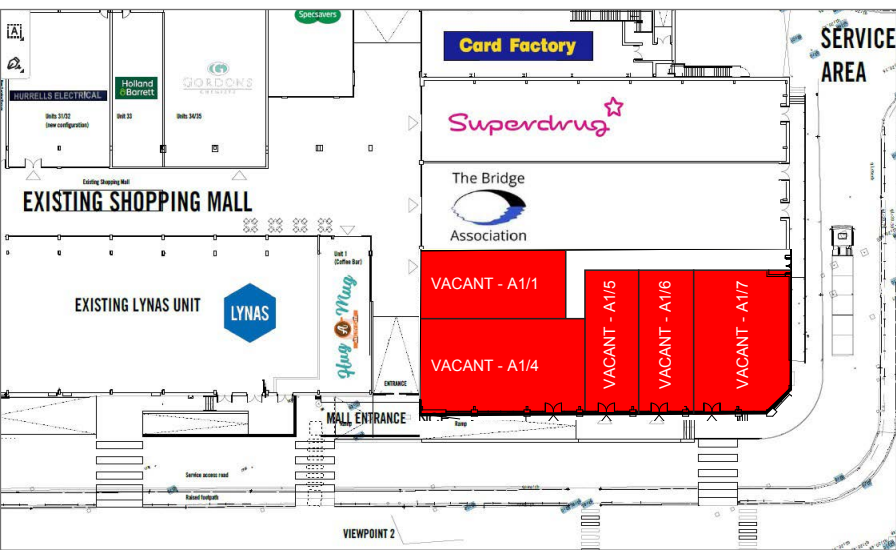 Specsavers
Card Factory
SERVICE
AREA
HURRELLS ELECTRICAL
Holland
&Barrett
GORDONS
CHEMISTS
Units 31/32
(new configuration)
Unit 33
Units 34/35
Superdrug
Existing Shopping Mall
EXISTING SHOPPING MALL
The Bridge
Association
Unit 1
(Coffee Bar)
EXISTING LYNAS UNIT
LYNAS
Hug A Mug
VACANT - A1/1
VACANT - A1/4
VACANT - A1/5
VACANT - A1/6
VACANT - A1/7
ENTRANCE
MALL ENTRANCE
Ramp
Ramp
Service access road
Raised footpath
VIEWPOINT 2